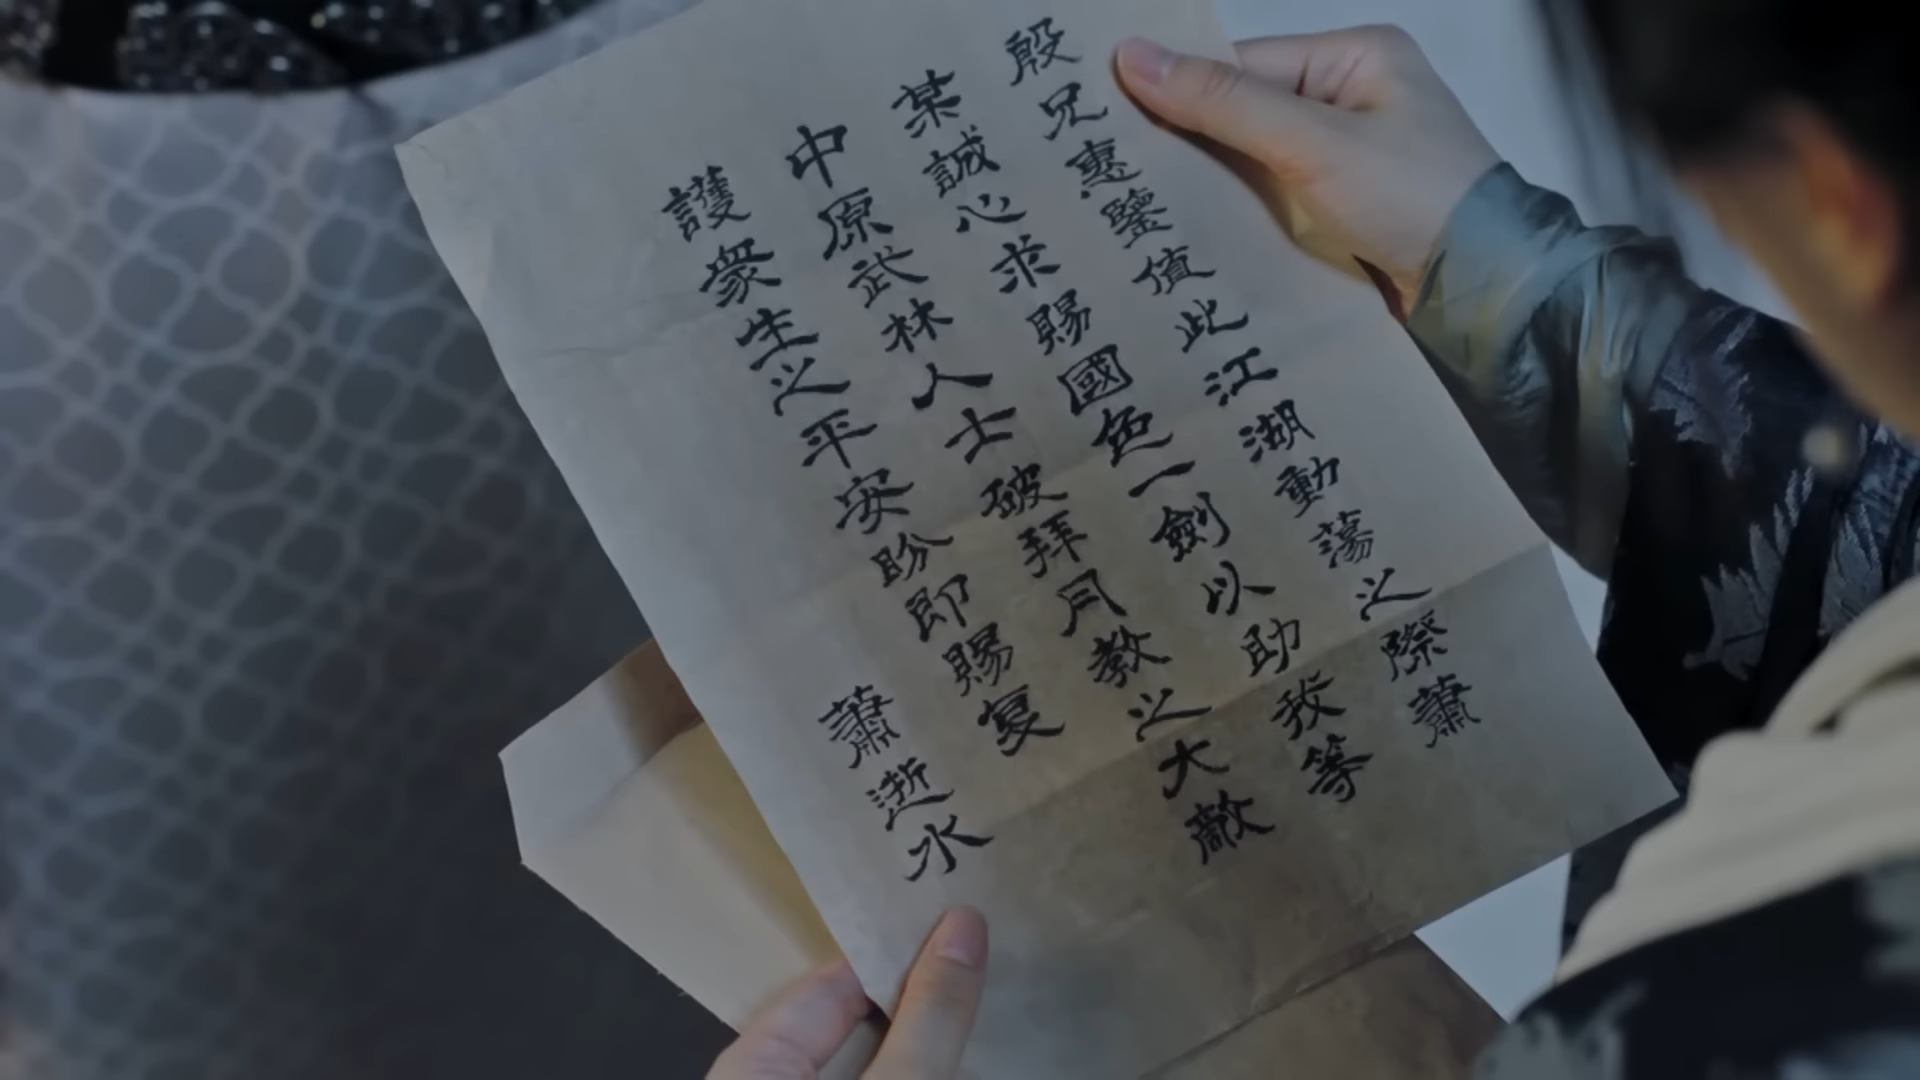 殷兄惠鑒值此江湖動蕩之際蕭
某誠心求賜國色一劍以助我等
中原武林人士破拜月教之大敵
護眾生之平安盼即賜复
蕭逝水